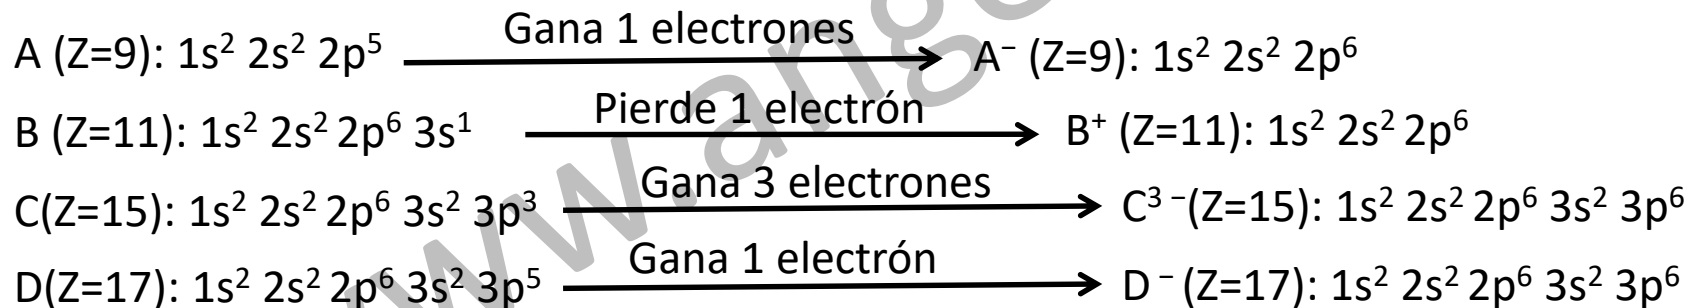 A (Z=9): 1s² 2s² 2p⁵ Gana 1 electrones A⁻ (Z=9): 1s² 2s² 2p⁶
B (Z=11): 1s² 2s² 2p⁶ 3s¹ Pierde 1 electrón B⁺ (Z=11): 1s² 2s² 2p⁶
C(Z=15): 1s² 2s² 2p⁶ 3s² 3p³ Gana 3 electrones C³⁻(Z=15): 1s² 2s² 2p⁶ 3s² 3p⁶
D(Z=17): 1s² 2s² 2p⁶ 3s² 3p⁵ Gana 1 electrón D⁻ (Z=17): 1s² 2s² 2p⁶ 3s² 3p⁶